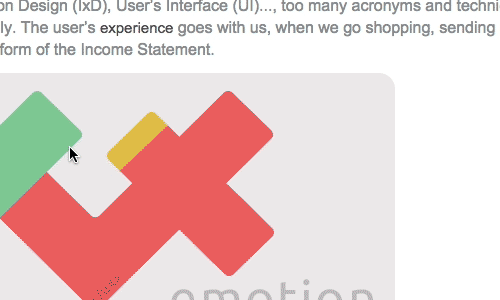 on Design (IxD), User's Interface (UI)..., too many acronyms and techni
ly. The user's experience goes with us, when we go shopping, sending
form of the Income Statement.
emotion